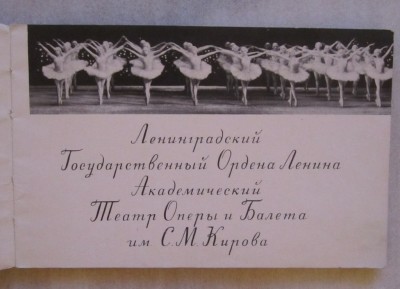 Ленинградский
Государственный Ордена Ленина
Академический
Театр Оперы и Балета
им С.М.Кирова